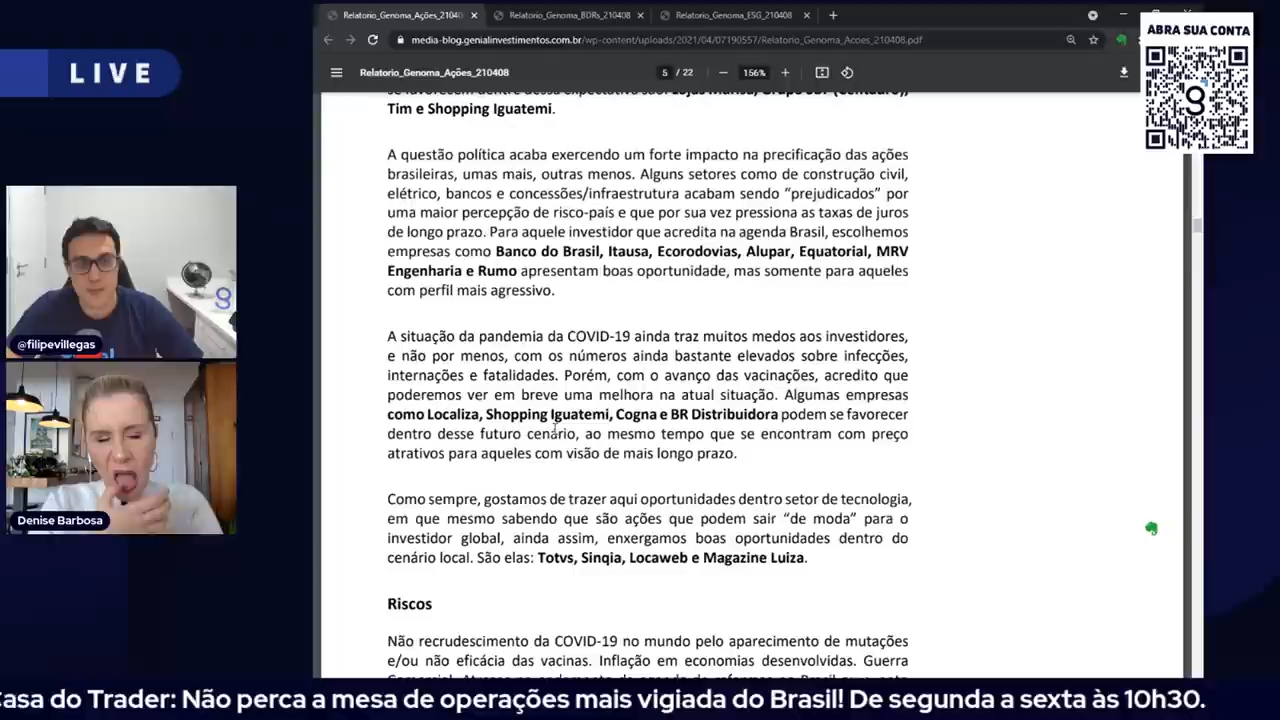 Relatorio_Genoma_Ações_2104
Relatorio_Genoma_BDRs_210408
Relatorio_Genoma_ESG_210408
media-blog.genialinvestimentos.com.br/wp-content/uploads/2021/04/07190557/Relatorio_Genoma_Acoes_210408.pdf
ABRA SUA CONTA
LIVE
Relatorio_Genoma_Ações_210408
5 / 22
156%
Tim e Shopping Iguatemi.
A questão política acaba exercendo um forte impacto na precificação das ações
brasileiras, umas mais, outras menos. Alguns setores como de construção civil,
elétrico, bancos e concessões/infraestrutura acabam sendo “prejudicados” por
uma maior percepção de risco-país e que por sua vez pressiona as taxas de juros
de longo prazo. Para aquele investidor que acredita na agenda Brasil, escolhemos
empresas como Banco do Brasil, Itausa, Ecorodovias, Alupar, Equatorial, MRV
Engenharia e Rumo apresentam boas oportunidade, mas somente para aqueles
com perfil mais agressivo.
A situação da pandemia da COVID-19 ainda traz muitos medos aos investidores,
e não por menos, com os números ainda bastante elevados sobre infecções,
internações e fatalidades. Porém, com o avanço das vacinações, acredito que
poderemos ver em breve uma melhora na atual situação. Algumas empresas
como Localiza, Shopping Iguatemi, Cogna e BR Distribuidora podem se favorecer
dentro desse futuro cenário, ao mesmo tempo que se encontram com preço
atrativos para aqueles com visão de mais longo prazo.
Como sempre, gostamos de trazer aqui oportunidades dentro setor de tecnologia,
em que mesmo sabendo que são ações que podem sair “de moda” para o
investidor global, ainda assim, enxergamos boas oportunidades dentro do
cenário local. São elas: Totvs, Sinqia, Locaweb e Magazine Luiza.
Riscos
Não recrudescimento da COVID-19 no mundo pelo aparecimento de mutações
e/ou não eficácia das vacinas. Inflação em economias desenvolvidas. Guerra
@filipevillegas
Denise Barbosa
Casa do Trader: Não perca a mesa de operações mais vigiada do Brasil! De segunda a sexta às 10h30.